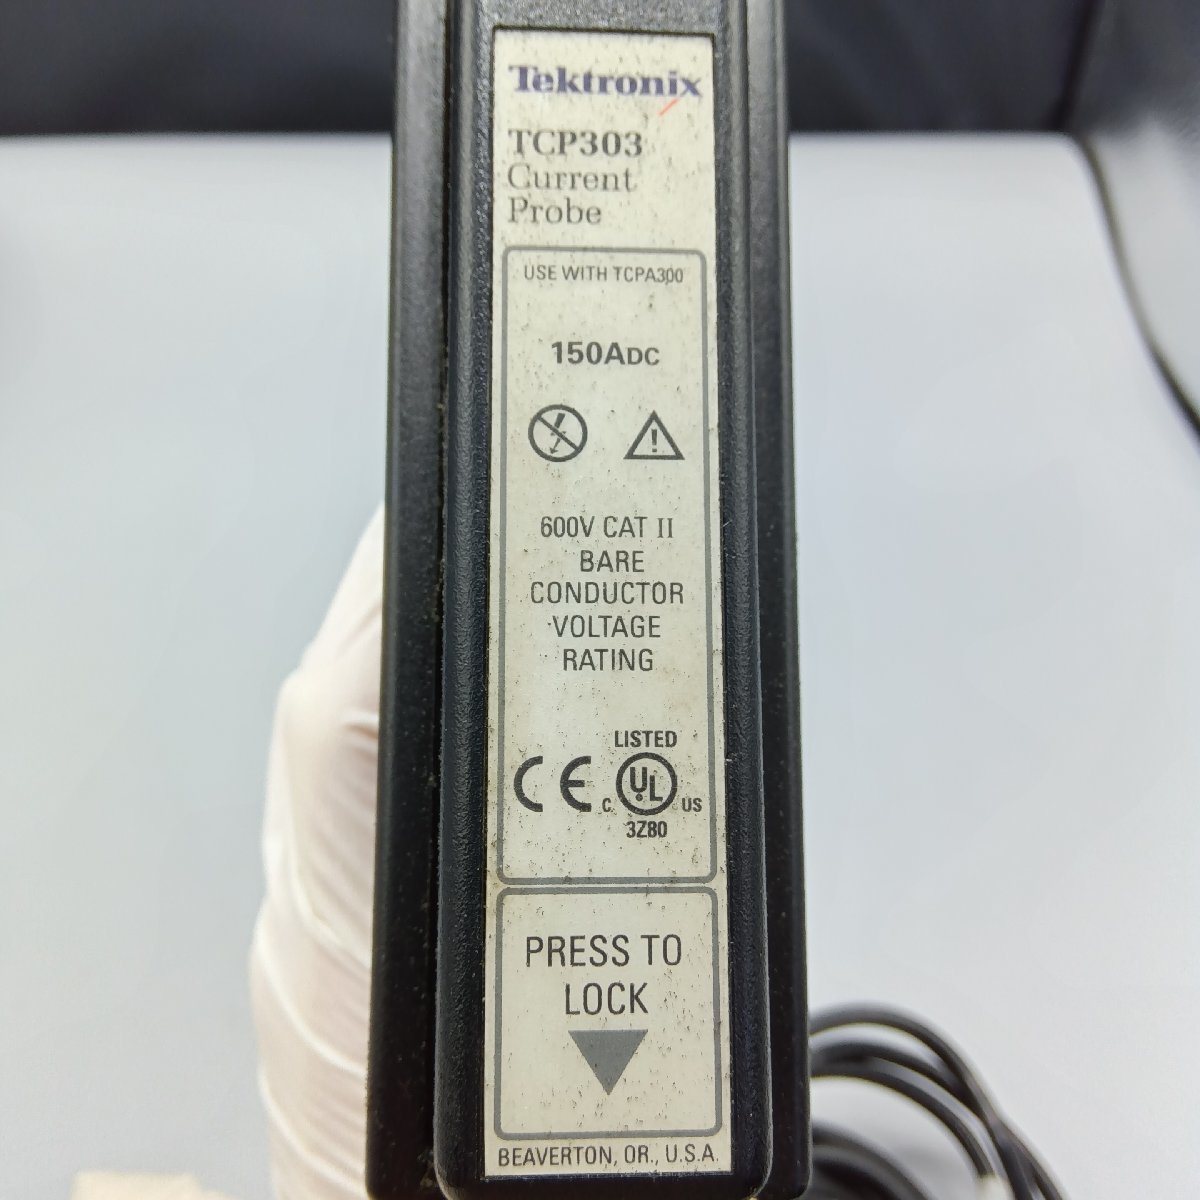 Tektronix
TCP303
Current
Probe
USE WITH TCPA300
150ADC
600V CAT II
BARE
CONDUCTOR
VOLTAGE
RATING
LISTED
CE C UL US
3Z80
PRESS TO
LOCK
BEAVERTON, OR., U.S.A.